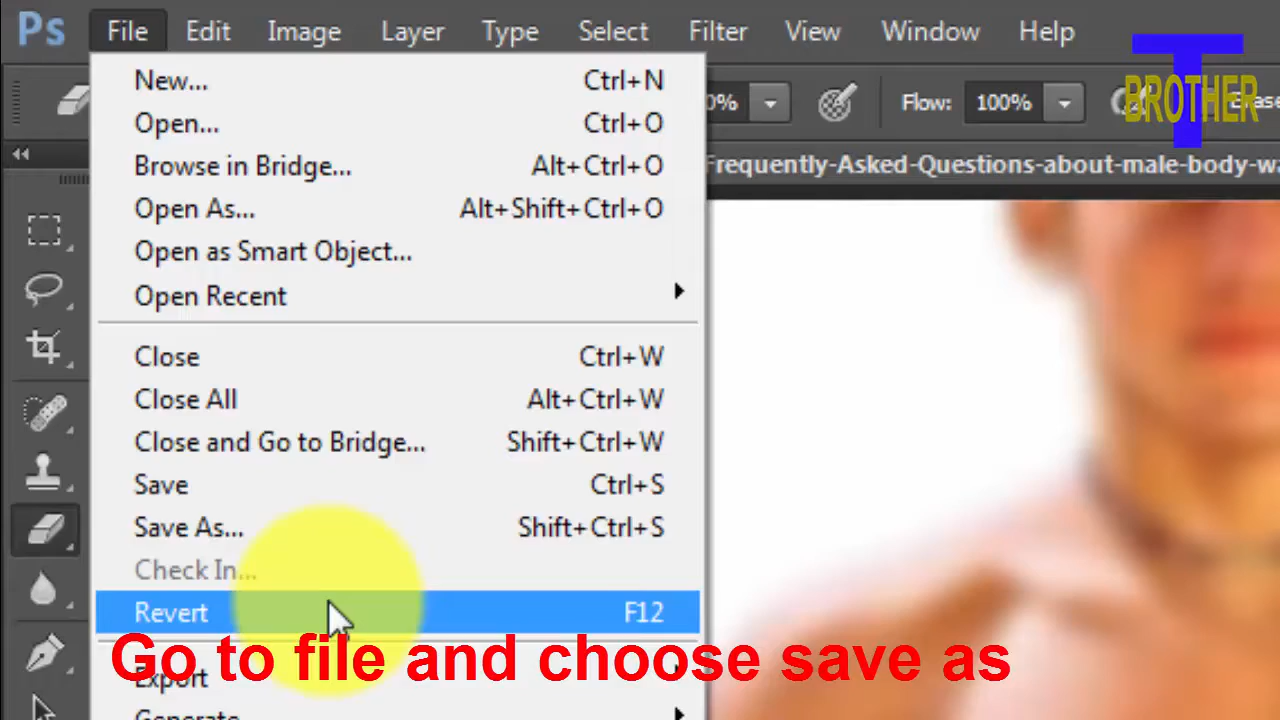 Ps File Edit Image Layer Type Select Filter View Window Help
T
BROTHER
0% Flow: 100%
Frequently-Asked-Questions-about-male-body-wa
New... Ctrl+N
Open... Ctrl+O
Browse in Bridge... Alt+Ctrl+O
Open As... Alt+Shift+Ctrl+O
Open as Smart Object...
Open Recent
Close Ctrl+W
Close All Alt+Ctrl+W
Close and Go to Bridge... Shift+Ctrl+W
Save Ctrl+S
Save As... Shift+Ctrl+S
Check In...
Revert F12
Go to file and choose save as
Export
Generate